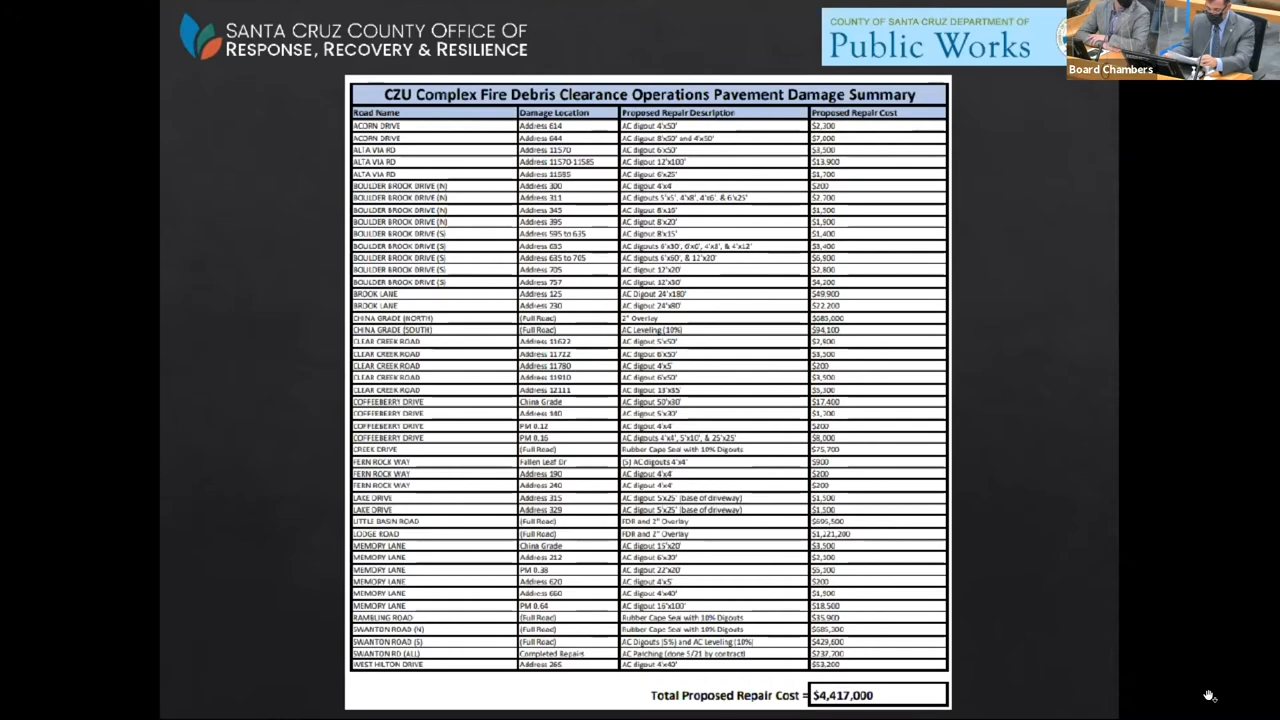 SANTA CRUZ COUNTY OFFICE OF
RESPONSE, RECOVERY & RESILIENCE
COUNTY OF SANTA CRUZ DEPARTMENT OF
Public Works
Board Chambers
CZU Complex Fire Debris Clearance Operations Pavement Damage Summary
Road Name Damage Location Proposed Repair Description Proposed Repair Cost
ACORN DRIVE Address 614 AC digout 4'x50' $2,300
ACORN DRIVE Address 644 AC digout 8'x50' and 4'x50' $7,000
ALTA VIA RD Address 11570 AC digout 6'x50' $3,500
ALTA VIA RD Address 11570-11585 AC digout 12'x100' $13,900
ALTA VIA RD Address 11585 AC digout 6'x25' $1,700
BOULDER BROOK DRIVE (N) Address 300 AC digout 4'x4' $200
BOULDER BROOK DRIVE (N) Address 311 AC digouts 5'x5', 4'x8', 4'x6', & 6'x25' $2,700
BOULDER BROOK DRIVE (N) Address 345 AC digout 8'x16' $1,500
BOULDER BROOK DRIVE (N) Address 395 AC digout 8'x20' $1,900
BOULDER BROOK DRIVE (S) Address 595 to 635 AC digout 8'x15' $1,400
BOULDER BROOK DRIVE (S) Address 635 AC digouts 6'x30', 6'x6', 4'x3', & 4'x12' $3,400
BOULDER BROOK DRIVE (S) Address 635 to 705 AC digouts 6'x60', & 12'x20' $6,900
BOULDER BROOK DRIVE (S) Address 705 AC digout 12'x20' $2,800
BOULDER BROOK DRIVE (S) Address 757 AC digout 12'x30' $4,200
BROOK LANE Address 125 AC Digout 24'x180' $49,900
BROOK LANE Address 230 AC digout 24'x80' $22,200
CHINA GRADE (NORTH) (Full Road) 2" Overlay $685,000
CHINA GRADE (SOUTH) (Full Road) AC Leveling (10%) $94,100
CLEAR CREEK ROAD Address 11622 AC digout 5'x50' $2,900
CLEAR CREEK ROAD Address 11722 AC digout 6'x50' $3,500
CLEAR CREEK ROAD Address 11780 AC digout 4'x5' $200
CLEAR CREEK ROAD Address 11910 AC digout 6'x50' $3,500
CLEAR CREEK ROAD Address 12111 AC digout 13'x35' $5,300
COFFEEBERRY DRIVE China Grade AC digout 50'x30' $17,400
COFFEEBERRY DRIVE Address 140 AC digout 5'x30' $1,700
COFFEEBERRY DRIVE PM 0.12 AC digout 4'x4' $200
COFFEEBERRY DRIVE PM 0.16 AC digouts 4'x4', 5'x10', & 25'x25' $8,000
CREEK DRIVE (Full Road) Rubber Cape Seal with 10% Digouts $75,700
FERN ROCK WAY Fallen Leaf Dr (5) AC digouts 4'x4' $900
FERN ROCK WAY Address 190 AC digout 4'x4' $200
FERN ROCK WAY Address 240 AC digout 4'x4' $200
LAKE DRIVE Address 315 AC digout 5'x25' (base of driveway) $1,500
LAKE DRIVE Address 329 AC digout 5'x25' (base of driveway) $1,500
LITTLE BASIN ROAD (Full Road) FDR and 2" Overlay $695,500
LODGE ROAD (Full Road) FDR and 2" Overlay $1,221,200
MEMORY LANE China Grade AC digout 15'x20' $3,500
MEMORY LANE Address 212 AC digout 6'x30'
MEMORY LANE PM 0.38 AC digout 22'x20' $5,100
MEMORY LANE Address 620 AC digout 4'x5' $200
MEMORY LANE Address 660 AC digout 4'x40' $1,900
MEMORY LANE PM 0.64 AC digout 16'x100' $18,500
RAMBLING ROAD (Full Road) Rubber Cape Seal with 10% Digouts $35,900
SWANTON ROAD (N) (Full Road) Rubber Cape Seal with 10% Digouts $685,300
SWANTON ROAD (S) (Full Road) AC Digouts (5%) and AC Leveling (10%) $429,600
SWANTON RD (ALL) Completed Repairs AC Patching (done 5/21 by contract) $237,700
WEST HILTON DRIVE Address 265 AC digout 4'x40' $53,200
Total Proposed Repair Cost = $4,417,000